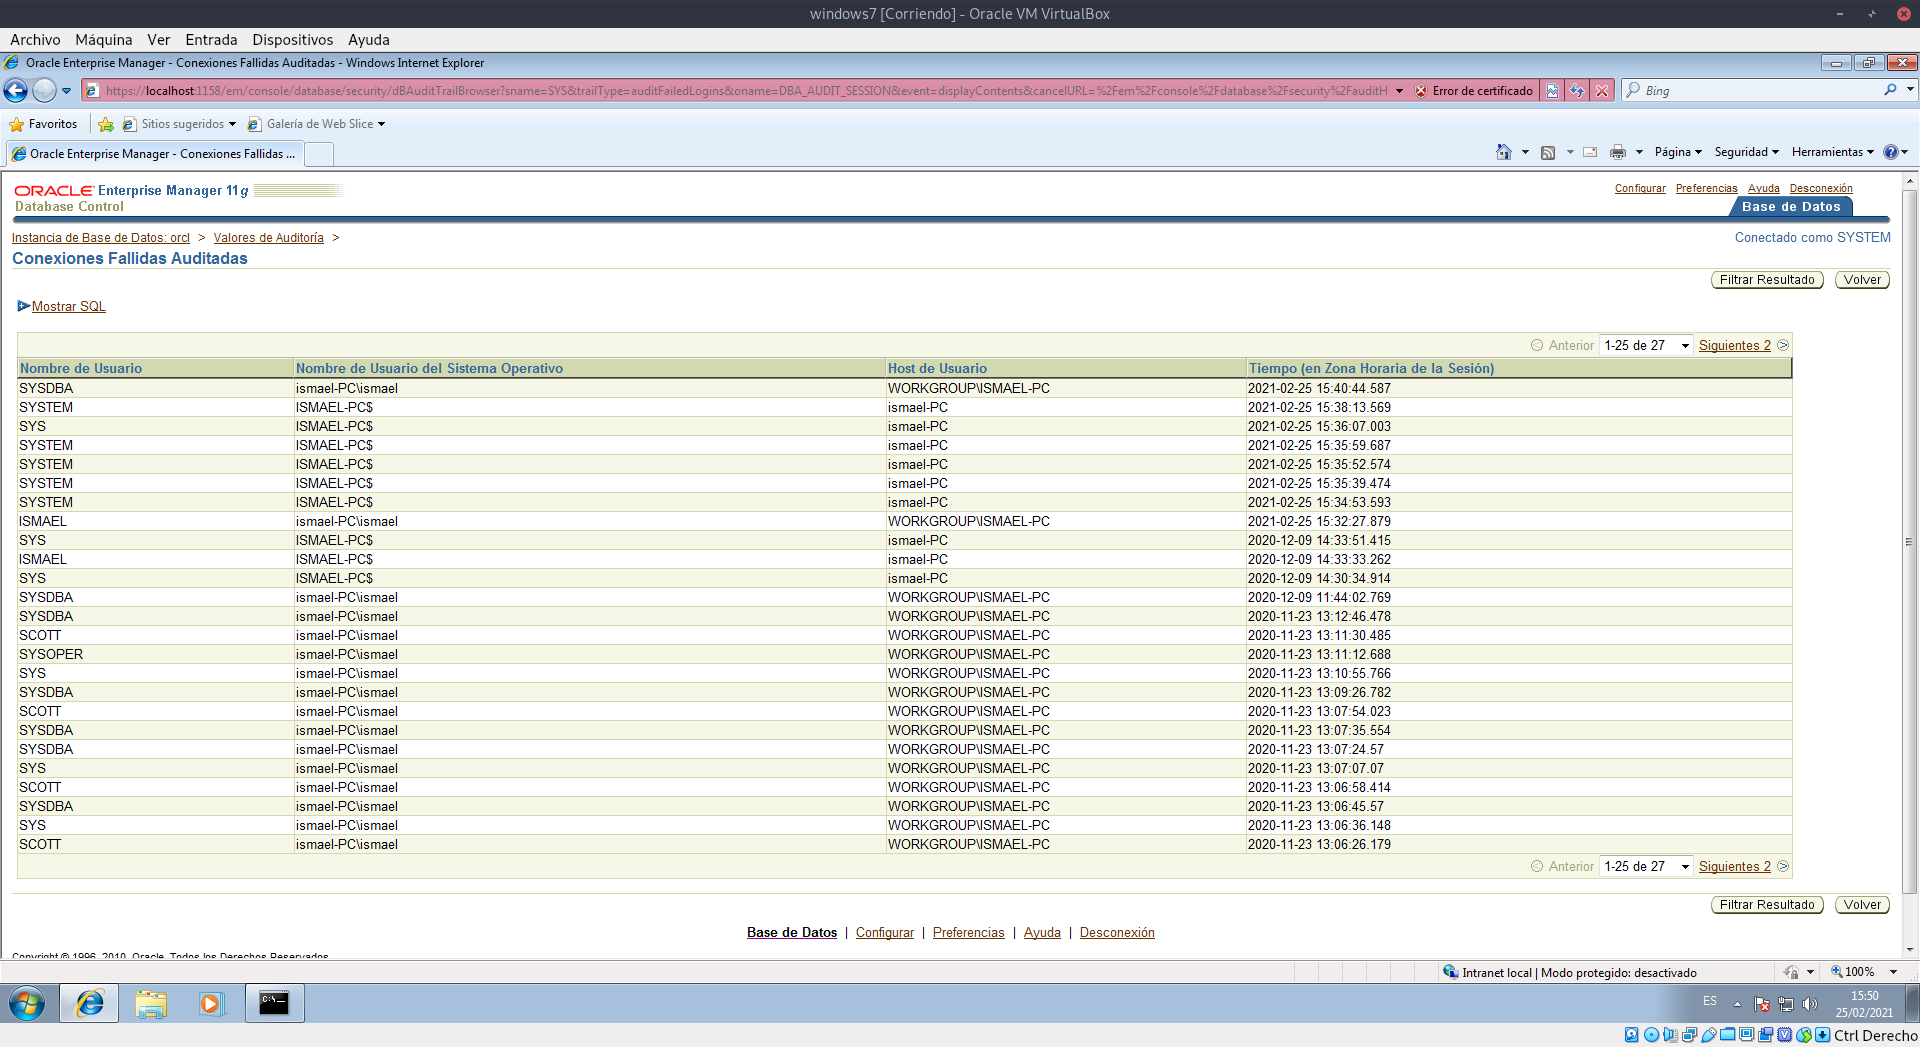 windows7 [Corriendo] - Oracle VM VirtualBox
Archivo Máquina Ver Entrada Dispositivos Ayuda
Oracle Enterprise Manager - Conexiones Fallidas Auditadas - Windows Internet Explorer
https://localhost:1158/em/console/database/security/dBAuditTrailBrowser?sname=SYS&trailType=auditFailedLogins&oname=DBA_AUDIT_SESSION&event=displayContents&cancelURL=%2Fem%2Fconsole%2Fdatabase%2Fsecurity%2FauditH Error de certificado Bing
Favoritos Sitios sugeridos Galería de Web Slice
Oracle Enterprise Manager - Conexiones Fallidas ... Página Seguridad Herramientas
ORACLE Enterprise Manager 11g
Database Control
Configurar Preferencias Ayuda Desconexión
Base de Datos
Instancia de Base de Datos: orcl > Valores de Auditoría >
Conectado como SYSTEM
Conexiones Fallidas Auditadas
Filtrar Resultado Volver
Mostrar SQL
Anterior 1-25 de 27 Siguientes 2
Nombre de Usuario Nombre de Usuario del Sistema Operativo Host de Usuario Tiempo (en Zona Horaria de la Sesión)
SYSDBA ismael-PC\ismael WORKGROUP\ISMAEL-PC 2021-02-25 15:40:44.587
SYSTEM ISMAEL-PC$ ismael-PC 2021-02-25 15:38:13.569
SYS ISMAEL-PC$ ismael-PC 2021-02-25 15:36:07.003
SYSTEM ISMAEL-PC$ ismael-PC 2021-02-25 15:35:59.687
SYSTEM ISMAEL-PC$ ismael-PC 2021-02-25 15:35:52.574
SYSTEM ISMAEL-PC$ ismael-PC 2021-02-25 15:35:39.474
SYSTEM ISMAEL-PC$ ismael-PC 2021-02-25 15:34:53.593
ISMAEL ismael-PC\ismael WORKGROUP\ISMAEL-PC 2021-02-25 15:32:27.879
SYS ISMAEL-PC$ ismael-PC 2020-12-09 14:33:51.415
ISMAEL ISMAEL-PC$ ismael-PC 2020-12-09 14:33:33.262
SYS ISMAEL-PC$ ismael-PC 2020-12-09 14:30:34.914
SYSDBA ismael-PC\ismael WORKGROUP\ISMAEL-PC 2020-12-09 11:44:02.769
SYSDBA ismael-PC\ismael WORKGROUP\ISMAEL-PC 2020-11-23 13:12:46.478
SCOTT ismael-PC\ismael WORKGROUP\ISMAEL-PC 2020-11-23 13:11:30.485
SYSOPER ismael-PC\ismael WORKGROUP\ISMAEL-PC 2020-11-23 13:11:12.688
SYS ismael-PC\ismael WORKGROUP\ISMAEL-PC 2020-11-23 13:10:55.766
SYSDBA ismael-PC\ismael WORKGROUP\ISMAEL-PC 2020-11-23 13:09:26.782
SCOTT ismael-PC\ismael WORKGROUP\ISMAEL-PC 2020-11-23 13:07:54.023
SYSDBA ismael-PC\ismael WORKGROUP\ISMAEL-PC 2020-11-23 13:07:35.554
SYSDBA ismael-PC\ismael WORKGROUP\ISMAEL-PC 2020-11-23 13:07:24.57
SYS ismael-PC\ismael WORKGROUP\ISMAEL-PC 2020-11-23 13:07:07.07
SCOTT ismael-PC\ismael WORKGROUP\ISMAEL-PC 2020-11-23 13:06:58.414
SYSDBA ismael-PC\ismael WORKGROUP\ISMAEL-PC 2020-11-23 13:06:45.57
SYS ismael-PC\ismael WORKGROUP\ISMAEL-PC 2020-11-23 13:06:36.148
SCOTT ismael-PC\ismael WORKGROUP\ISMAEL-PC 2020-11-23 13:06:26.179
Anterior 1-25 de 27 Siguientes 2
Filtrar Resultado Volver
Base de Datos | Configurar | Preferencias | Ayuda | Desconexión
Copyright © 1996, 2010, Oracle. Todos los Derechos Reservados.
Intranet local | Modo protegido: desactivado 100%
C:\._
ES 15:50
25/02/2021
Ctrl Derecho